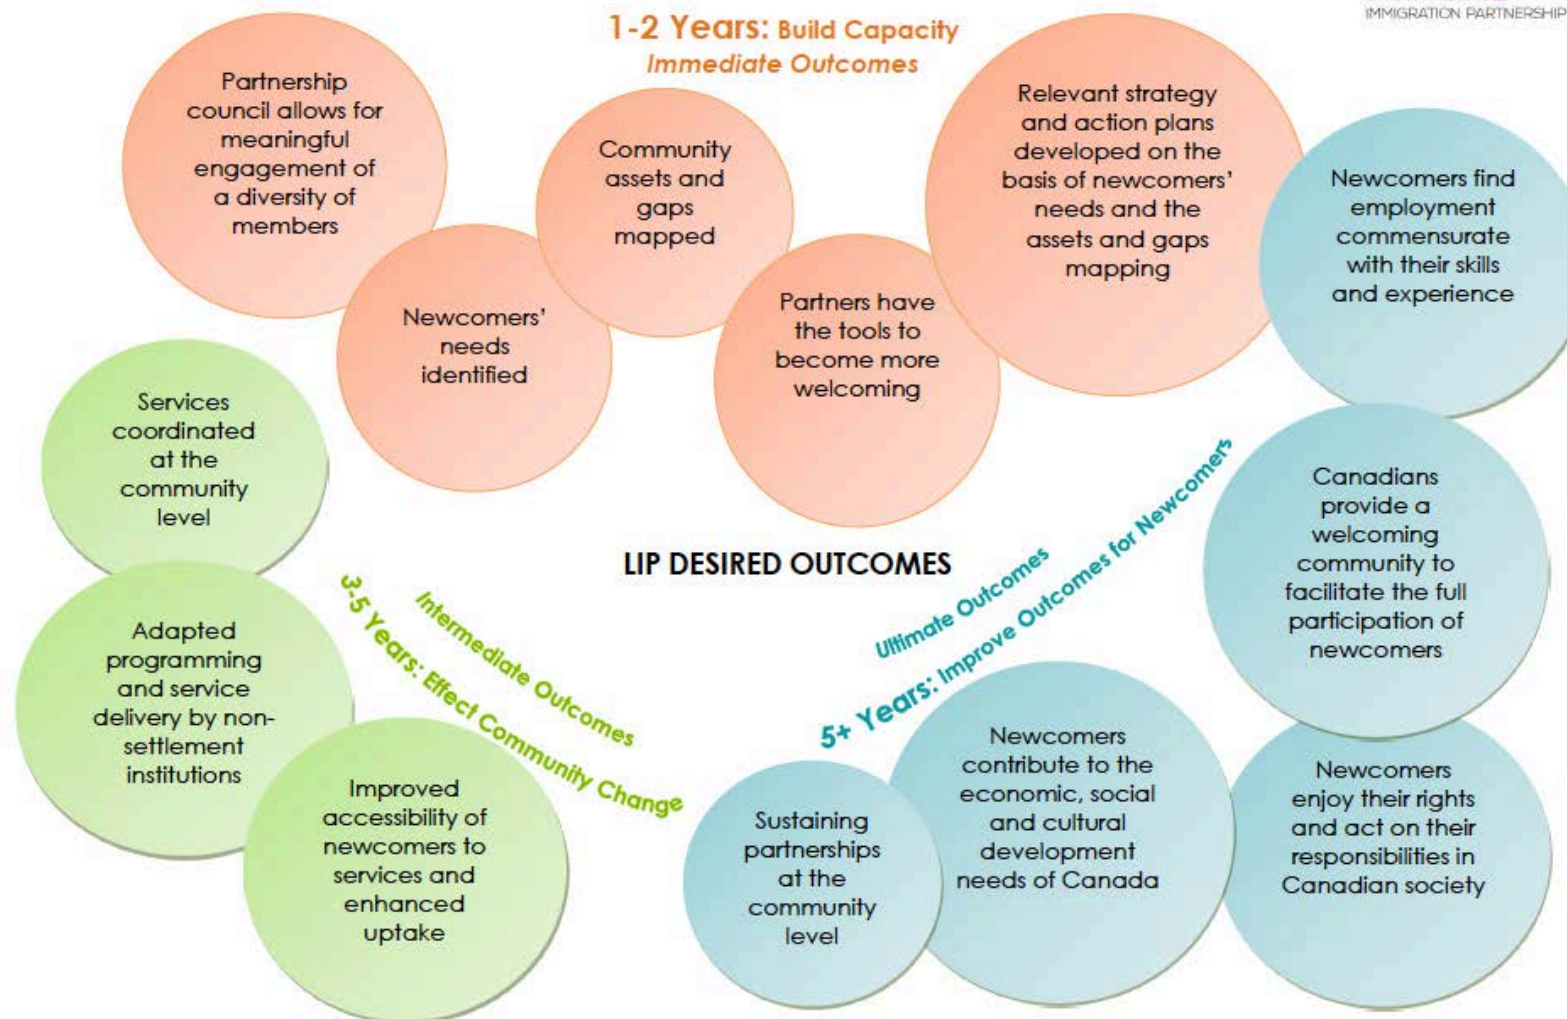 IMMIGRATION PARTNERSHIP
1-2 Years: Build Capacity
Immediate Outcomes
Partnership
council allows for
meaningful
engagement of
a diversity of
members
Newcomers'
needs
identified
Community
assets and
gaps
mapped
Partners have
the tools to
become more
welcoming
Relevant strategy
and action plans
developed on the
basis of newcomers'
needs and the
assets and gaps
mapping
Newcomers find
employment
commensurate
with their skills
and experience
Canadians
provide a
welcoming
community to
facilitate the full
participation of
newcomers
Newcomers
enjoy their rights
and act on their
responsibilities in
Canadian society
Newcomers
contribute to the
economic, social
and cultural
development
needs of Canada
Sustaining
partnerships
at the
community
level
Ultimate Outcomes
5+ Years: Improve Outcomes for Newcomers
LIP DESIRED OUTCOMES
Intermediate Outcomes
3-5 Years: Effect Community Change
Services
coordinated
at the
community
level
Adapted
programming
and service
delivery by non-
settlement
institutions
Improved
accessibility of
newcomers to
services and
enhanced
uptake